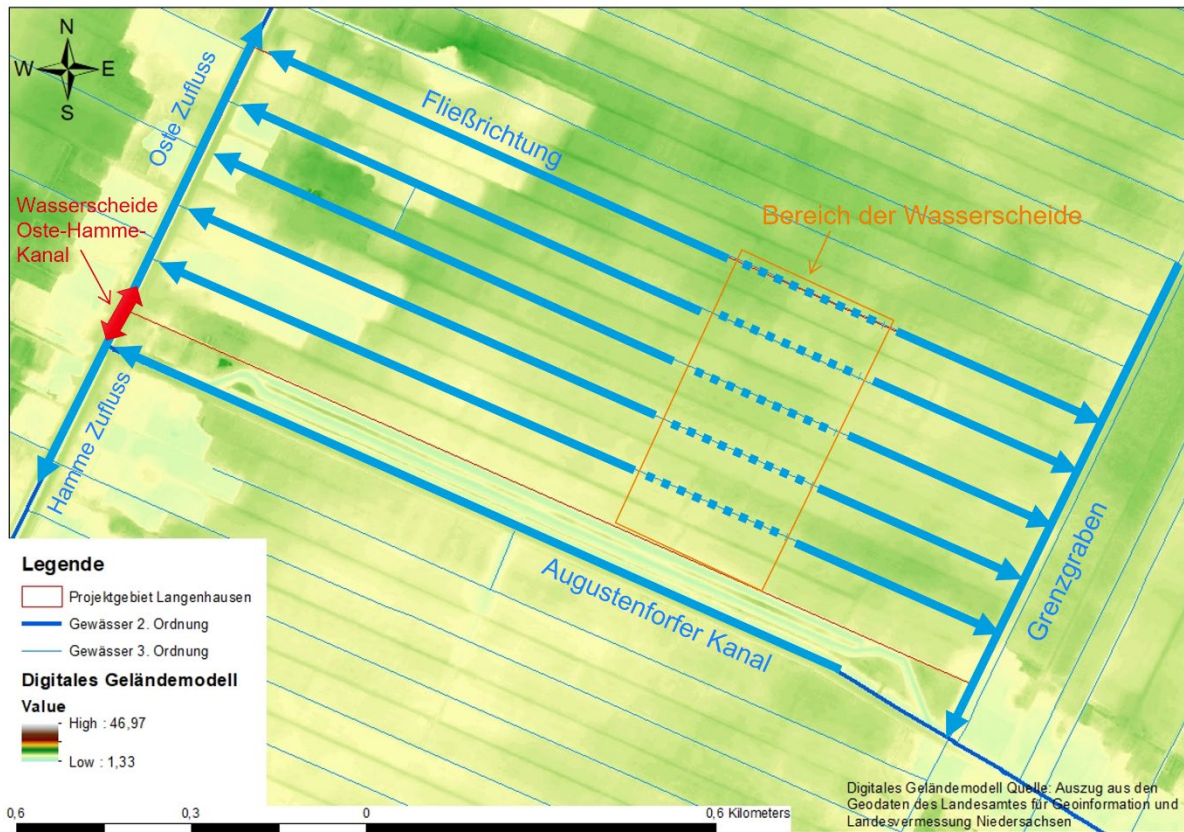 N
W E
S
Oste Zufluss
Fließrichtung
Wasserscheide
Oste-Hamme-
Kanal
Bereich der Wasserscheide
Hamme Zufluss
Augustenforfer Kanal
Grenzgraben
Legende
Projektgebiet Langenhausen
Gewässer 2. Ordnung
Gewässer 3. Ordnung
Digitales Geländemodell
Value
High : 46,97
Low : 1,33
0,6 0,3 0 0,6 Kilometers
Digitales Geländemodell Quelle: Auszug aus den
Geodaten des Landesamtes für Geoinformation und
Landesvermessung Niedersachsen